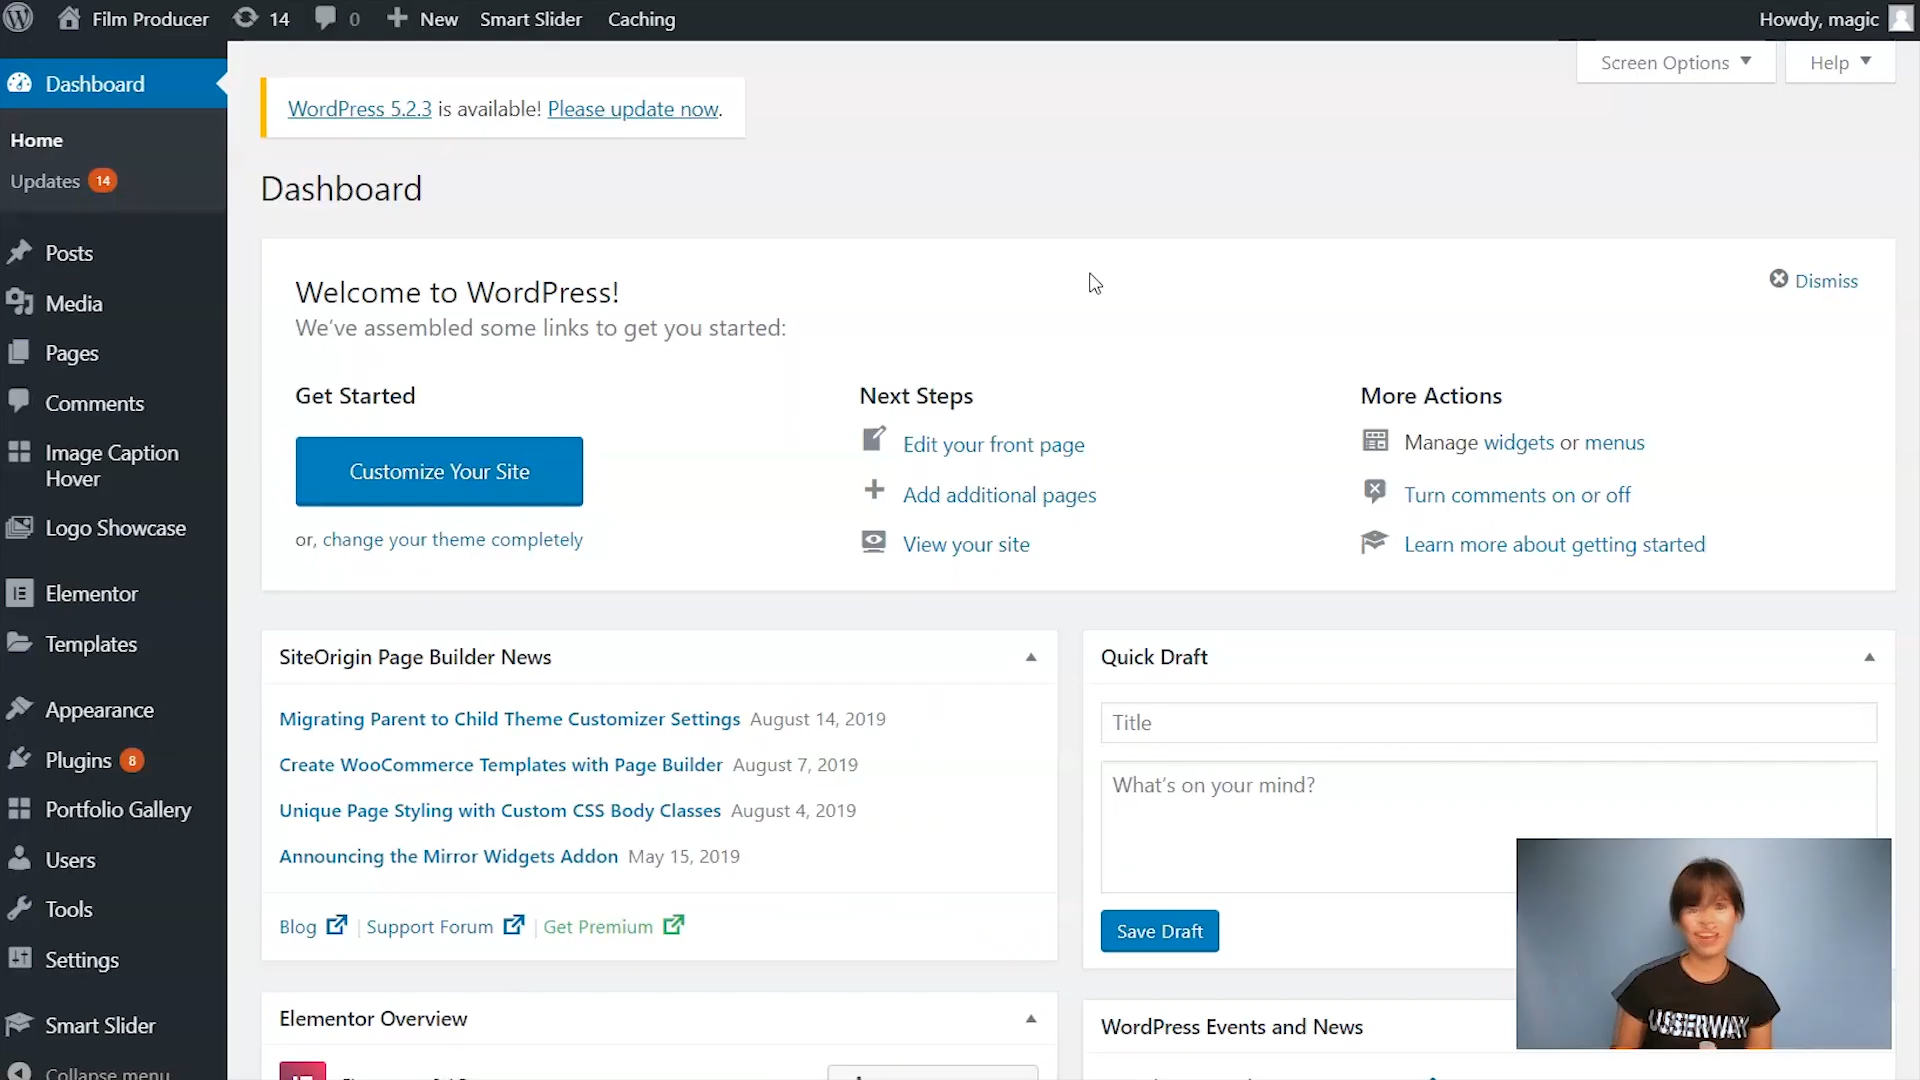 Film Producer 14 0 New Smart Slider Caching Howdy, magic
Screen Options Help
Dashboard
Home
Updates 14
Posts
Media
Pages
Comments
Image Caption
Hover
Logo Showcase
Elementor
Templates
Appearance
Plugins 8
Portfolio Gallery
Users
Tools
Settings
Smart Slider
Collapse menu
WordPress 5.2.3 is available! Please update now.
Dashboard
Welcome to WordPress!
We've assembled some links to get you started:
Dismiss
Get Started
Customize Your Site
or, change your theme completely
Next Steps
Edit your front page
Add additional pages
View your site
More Actions
Manage widgets or menus
Turn comments on or off
Learn more about getting started
SiteOrigin Page Builder News
Migrating Parent to Child Theme Customizer Settings August 14, 2019
Create WooCommerce Templates with Page Builder August 7, 2019
Unique Page Styling with Custom CSS Body Classes August 4, 2019
Announcing the Mirror Widgets Addon May 15, 2019
Blog | Support Forum | Get Premium
Elementor Overview
Quick Draft
Title
What's on your mind?
Save Draft
WordPress Events and News